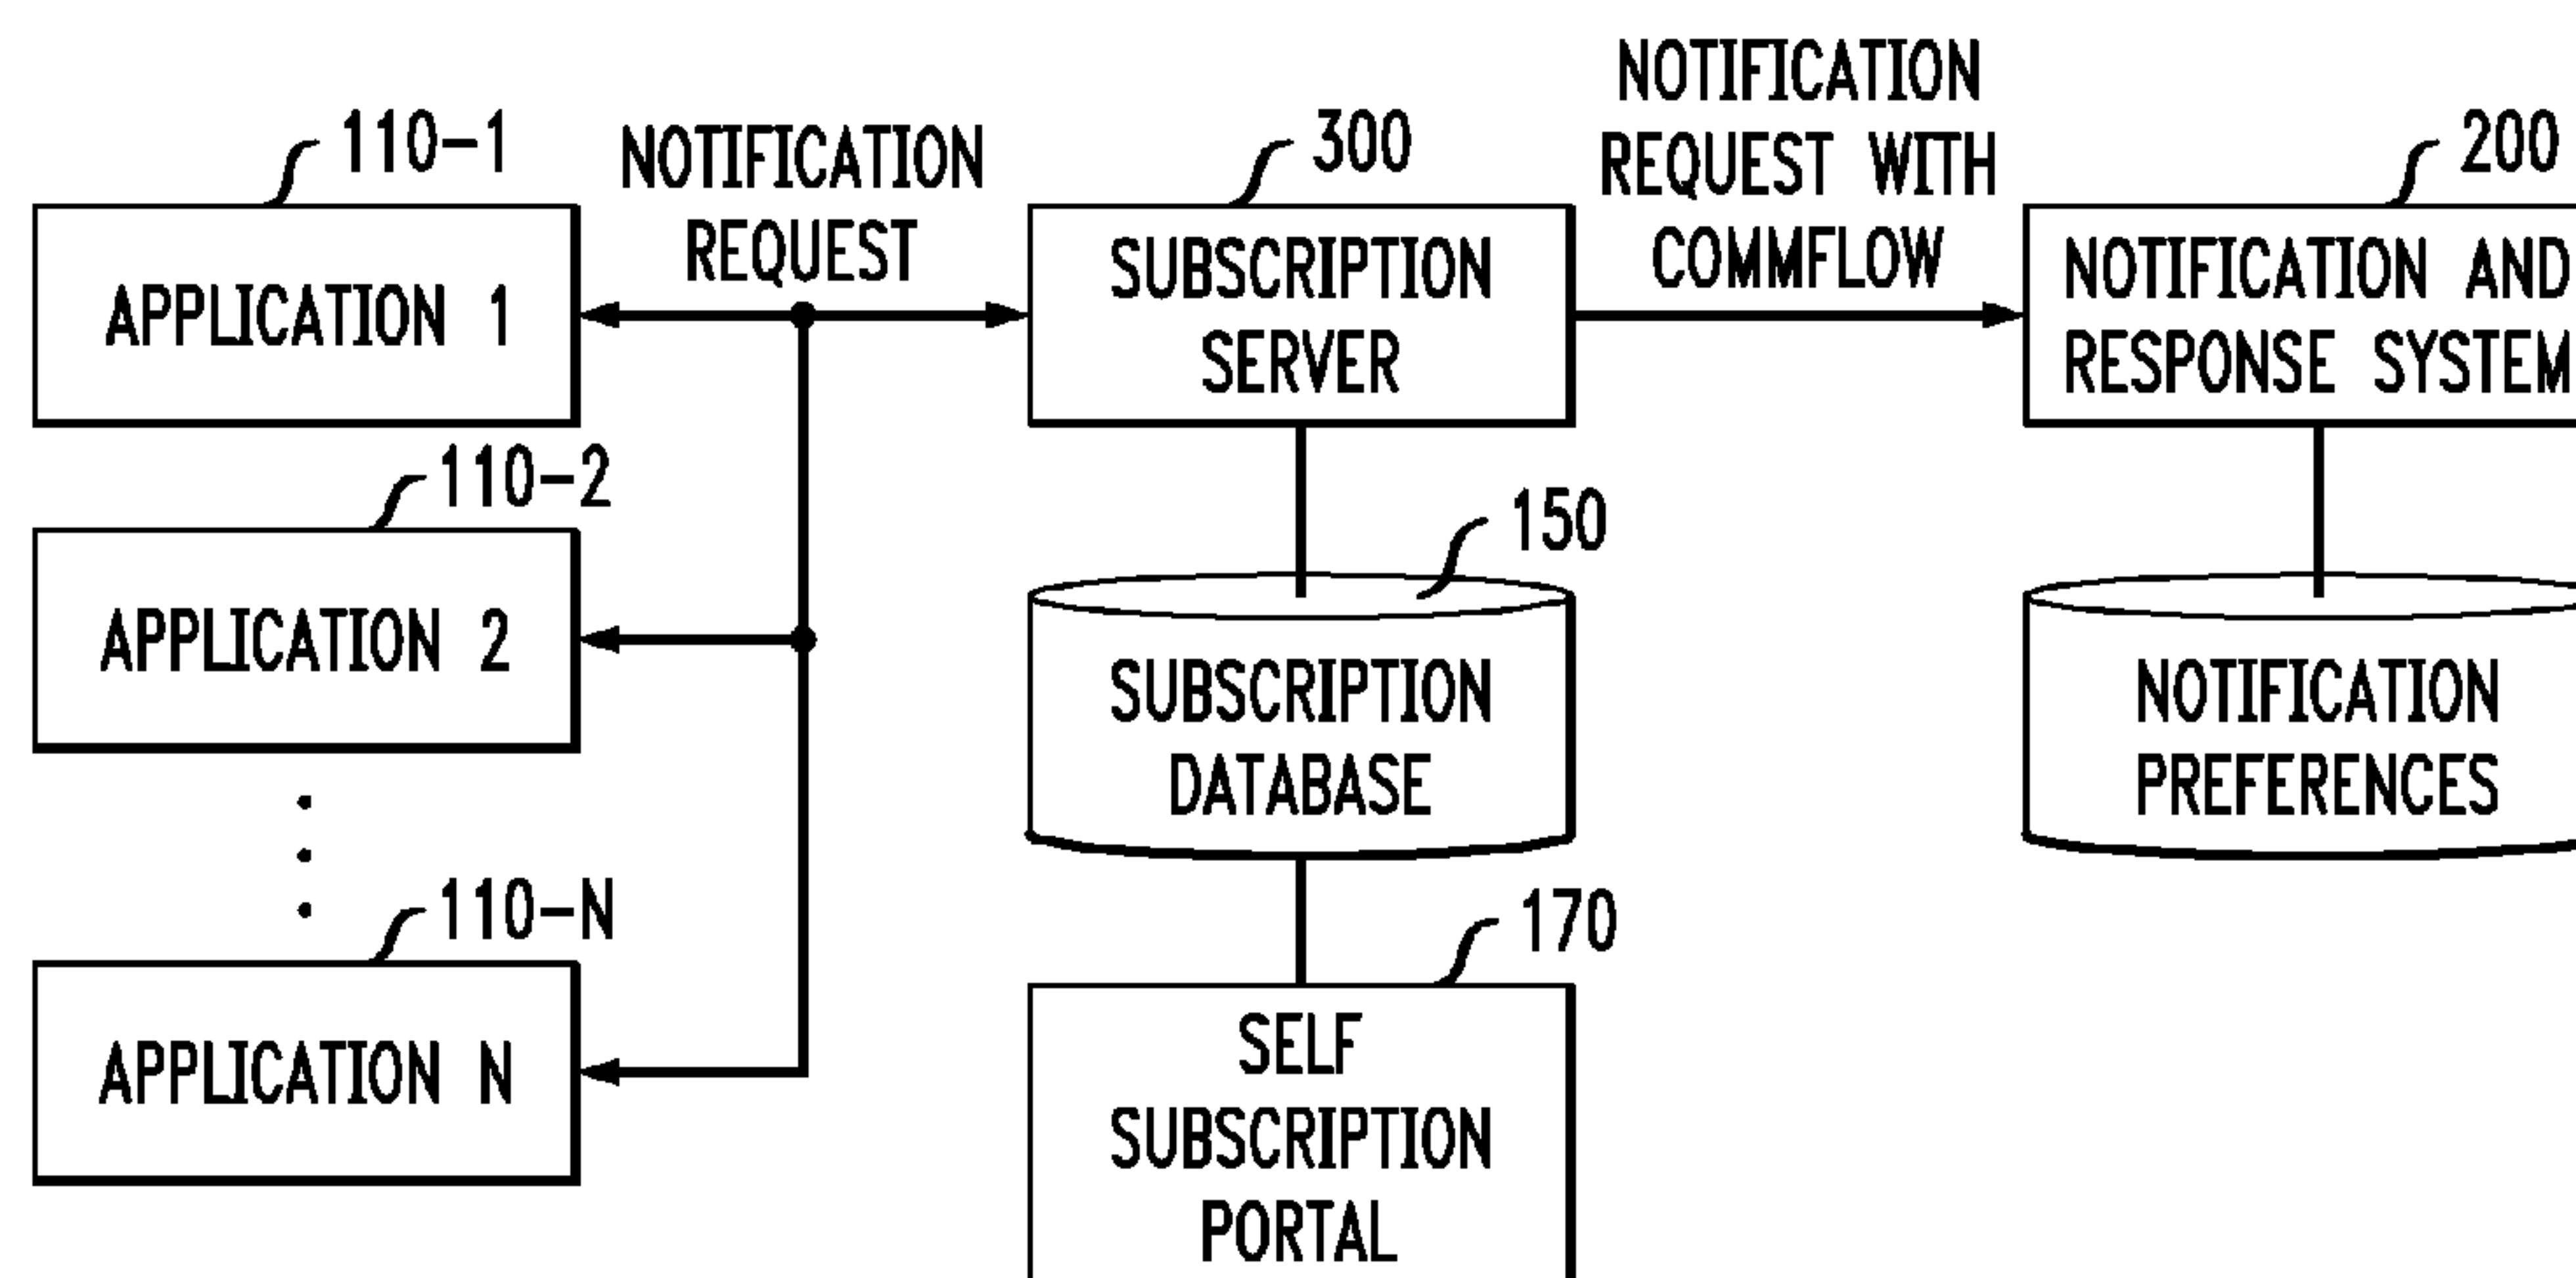 110-1
APPLICATION 1
NOTIFICATION
REQUEST
300
SUBSCRIPTION
SERVER
NOTIFICATION
REQUEST WITH
COMMFLOW
200
NOTIFICATION AND
RESPONSE SYSTEM
110-2
APPLICATION 2
150
SUBSCRIPTION
DATABASE
NOTIFICATION
PREFERENCES
110-N
APPLICATION N
170
SELF
SUBSCRIPTION
PORTAL